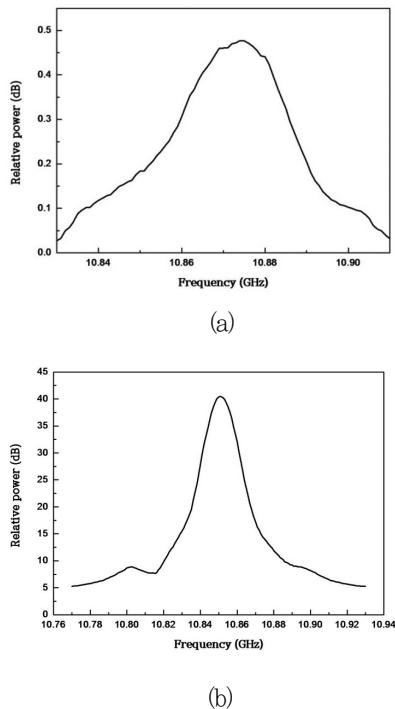 0.5
0.4
0.3
0.2
0.1
0.0
Relative power (dB)
10.84 10.86 10.88 10.90
Frequency (GHz)
(a)
45
40
35
30
25
20
15
10
5
0
Relative power (dB)
10.76 10.78 10.80 10.82 10.84 10.86 10.88 10.90 10.92 10.94
Frequency (GHz)
(b)